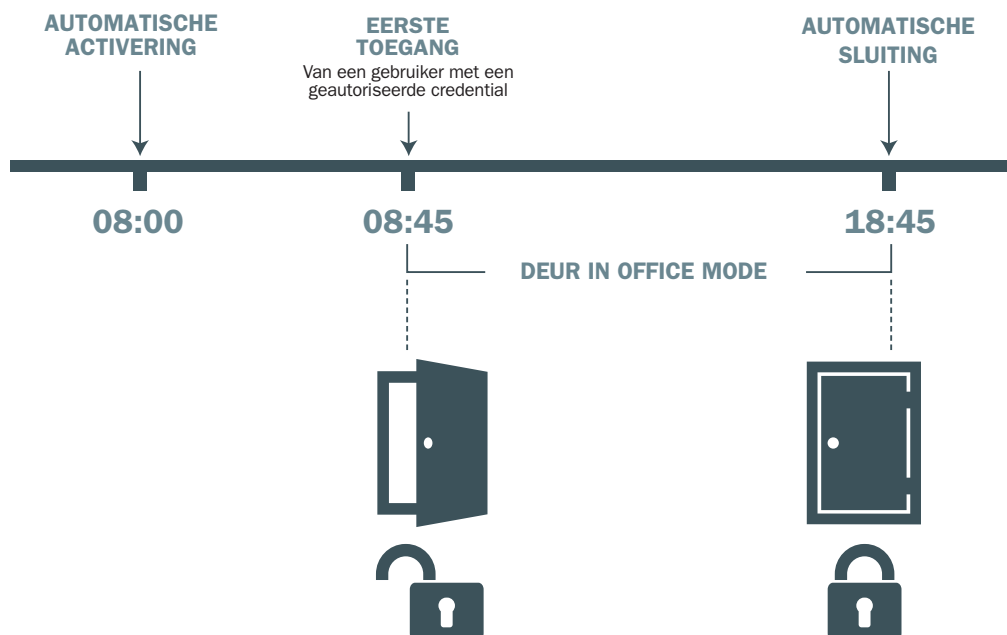 AUTOMATISCHE
ACTIVERING
EERSTE
TOEGANG
Van een gebruiker met een
geautoriseerde credential
AUTOMATISCHE
SLUITING
08:00
08:45
18:45
DEUR IN OFFICE MODE